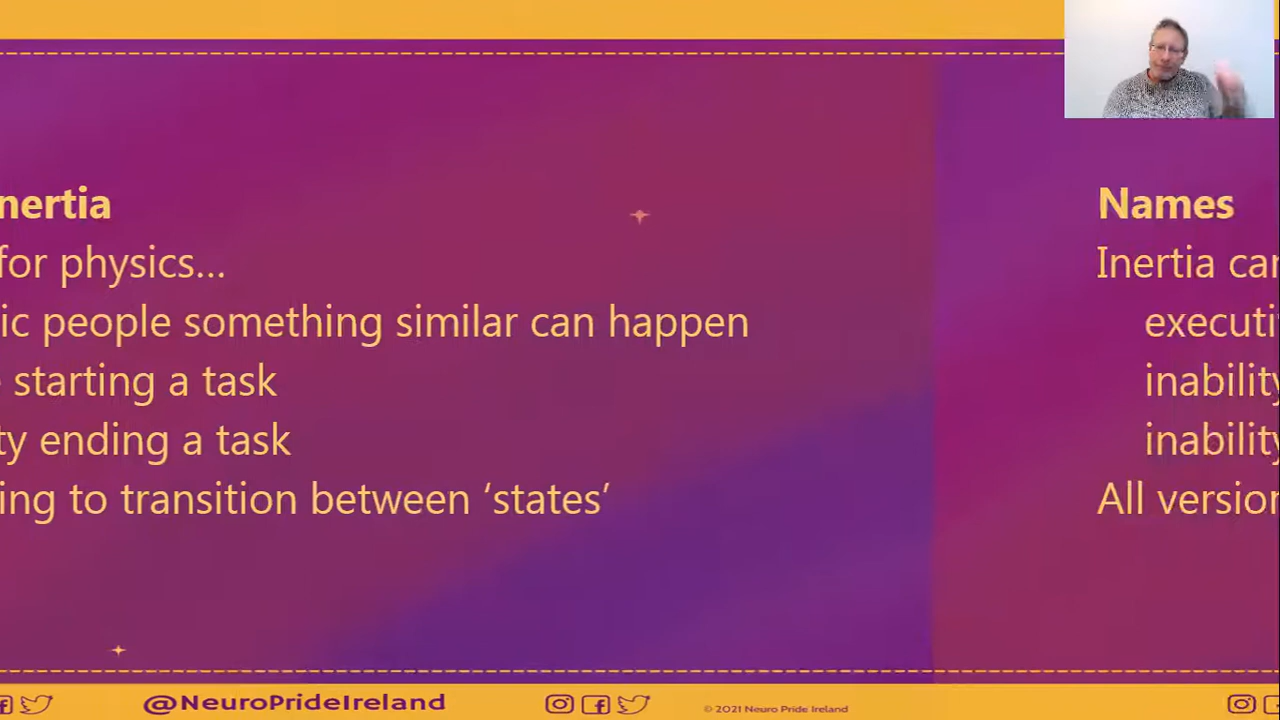 nertia
for physics...
ic people something similar can happen
starting a task
ty ending a task
ing to transition between ‘states’
Names
Inertia car
executi
inability
inability
All version
@NeuroPrideIreland
© 2021 Neuro Pride Ireland